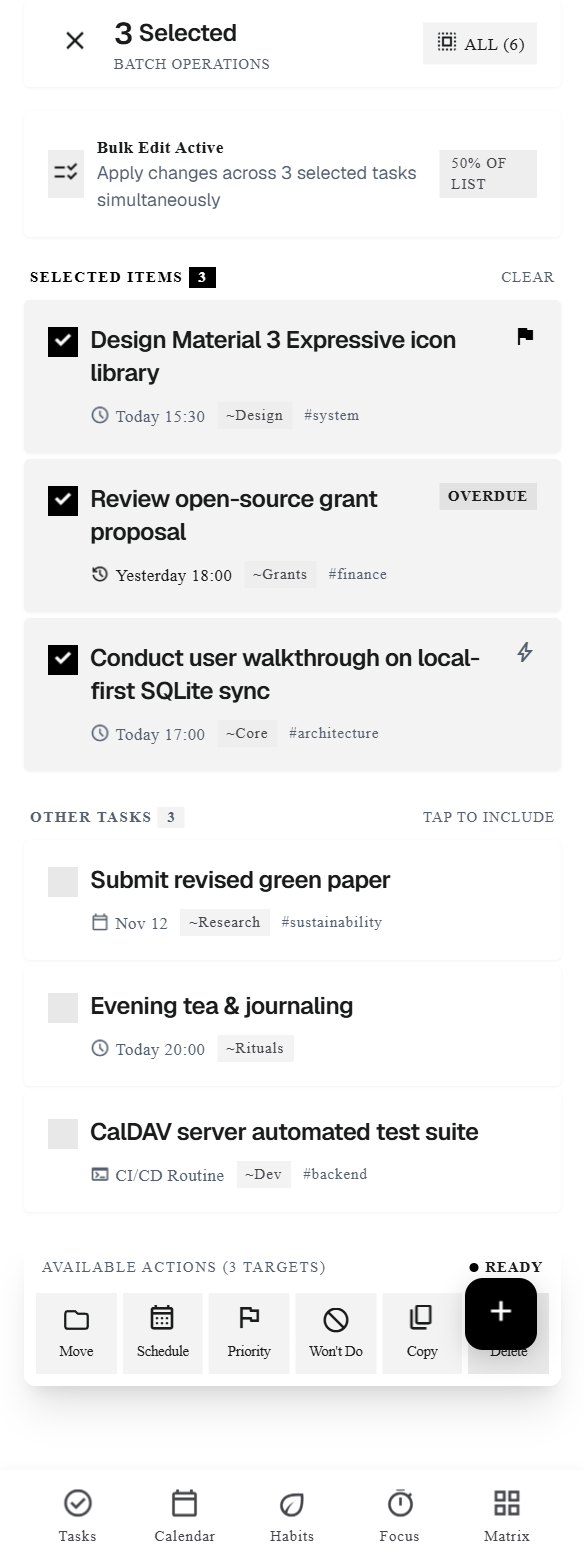 3 Selected
BATCH OPERATIONS
ALL (6)
Bulk Edit Active
Apply changes across 3 selected tasks
simultaneously
50% OF
LIST
SELECTED ITEMS 3
CLEAR
Design Material 3 Expressive icon
library
Today 15:30 ~Design #system
Review open-source grant
proposal
OVERDUE
Yesterday 18:00 ~Grants #finance
Conduct user walkthrough on local-
first SQLite sync
Today 17:00 ~Core #architecture
OTHER TASKS 3
TAP TO INCLUDE
Submit revised green paper
Nov 12 ~Research #sustainability
Evening tea & journaling
Today 20:00 ~Rituals
CalDAV server automated test suite
CI/CD Routine ~Dev #backend
AVAILABLE ACTIONS (3 TARGETS)
READY
Move Schedule Priority Won't Do Copy Delete
Tasks Calendar Habits Focus Matrix